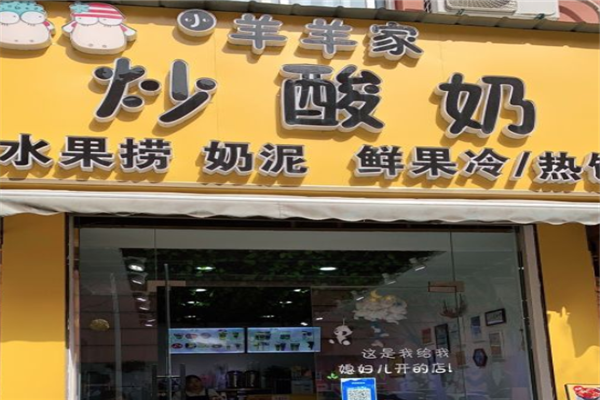 小羊羊家
炒酸奶
水果捞 奶泥 鲜果冷/热饮
这是我给我
媳妇儿开的店!